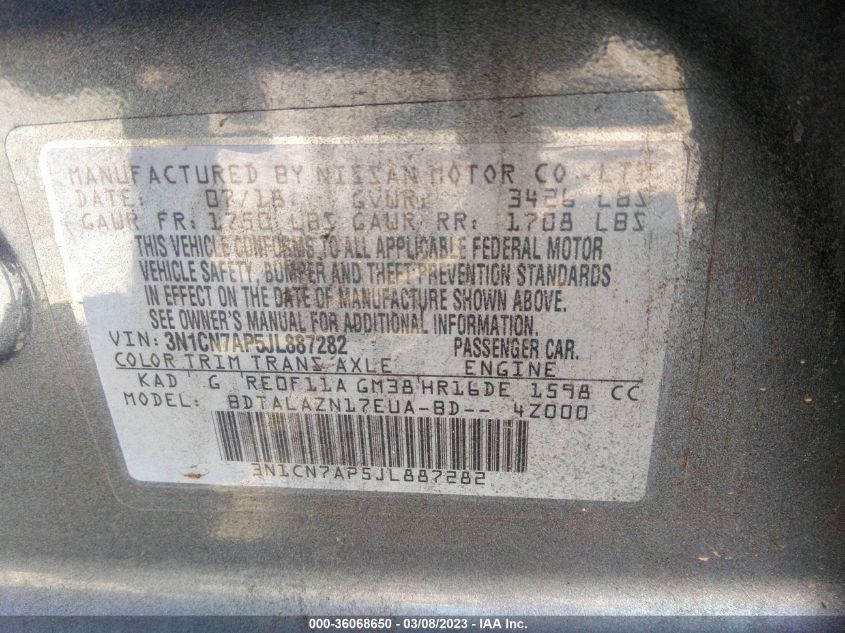 MANUFACTURED BY NISSAN MOTOR CO., LTD
DATE: 07/18 GVWR: 3426 LBS
GAWR FR: 1750 LBS GAWR RR: 1708 LBS
THIS VEHICLE CONFORMS TO ALL APPLICABLE FEDERAL MOTOR
VEHICLE SAFETY, BUMPER AND THEFT PREVENTION STANDARDS
IN EFFECT ON THE DATE OF MANUFACTURE SHOWN ABOVE.
SEE OWNER'S MANUAL FOR ADDITIONAL INFORMATION.
VIN: 3N1CN7AP5JL887282 PASSENGER CAR.
COLOR TRIM TRANS AXLE ENGINE
KAD G RE0F11A GM38 HR16DE 1598 CC
MODEL: BDTALAZN17EUA-BD-- 4Z000
3N1CN7AP5JL887282
000-36068650 - 03/08/2023 - IAA Inc.